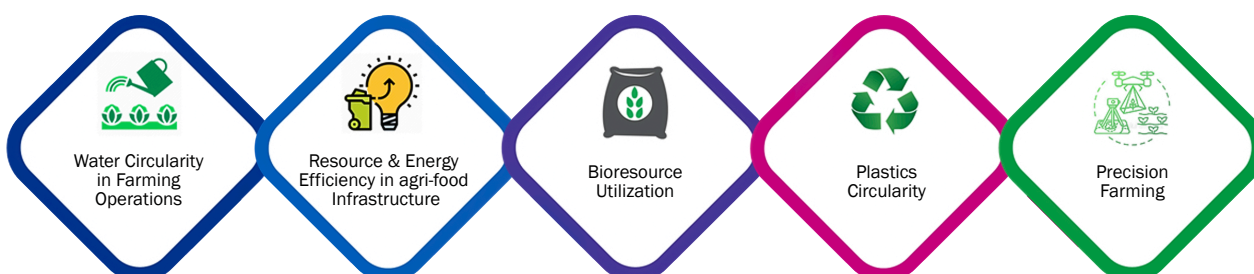 Water Circularity
in Farming
Operations
Resource & Energy
Efficiency in agri-food
Infrastructure
Bioresource
Utilization
Plastics
Circularity
Precision
Farming